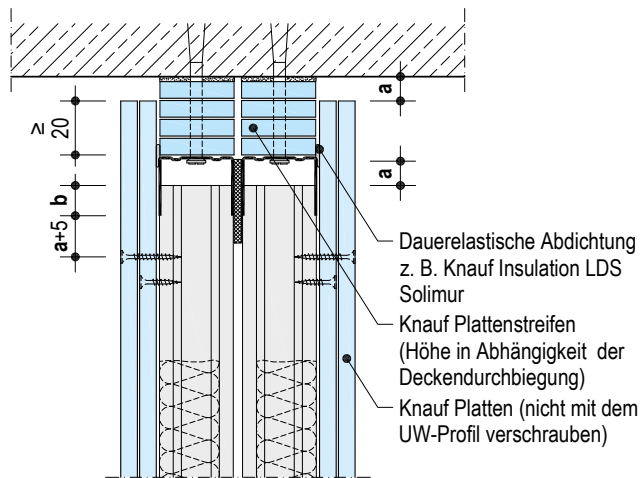 a
≥
20
a
b
a+5
Dauerelastische Abdichtung
z. B. Knauf Insulation LDS
Solimur
Knauf Plattenstreifen
(Höhe in Abhängigkeit der
Deckendurchbiegung)
Knauf Platten (nicht mit dem
UW-Profil verschrauben)